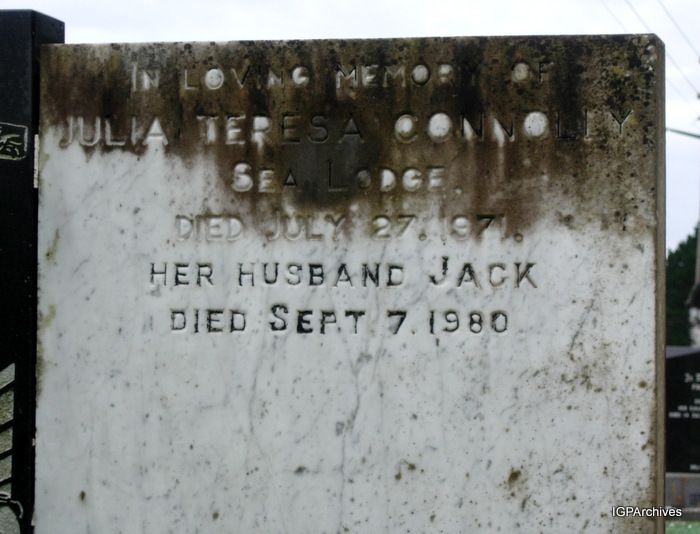 IN LOVING MEMORY OF
JULIA TERESA CONNOLLY
SEA LODGE,
DIED JULY 27. 1971.
HER HUSBAND JACK
DIED SEPT 7. 1980
IGPArchives